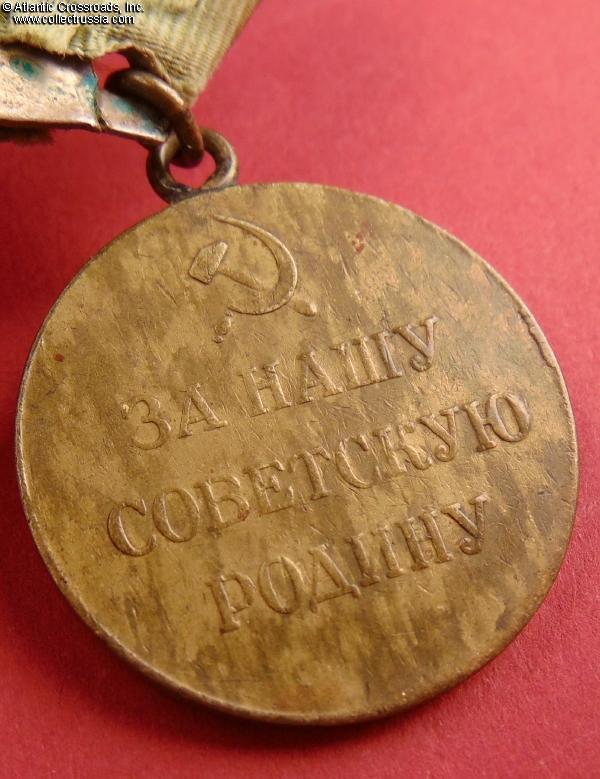 © Atlantic Crossroads, Inc.
www.collectrussia.com
ЗА НАШУ
СОВЕТСКУЮ
РОДИНУ